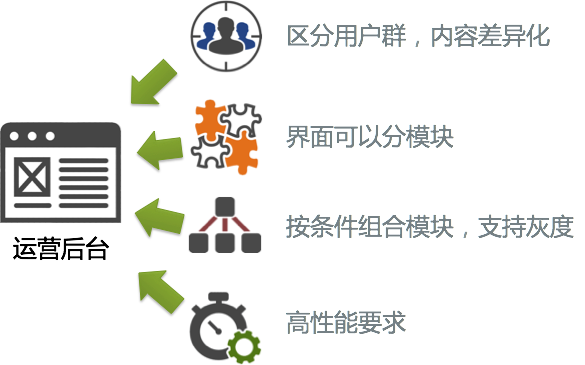 区分用户群，内容差异化
界面可以分模块
按条件组合模块，支持灰度
高性能要求
运营后台